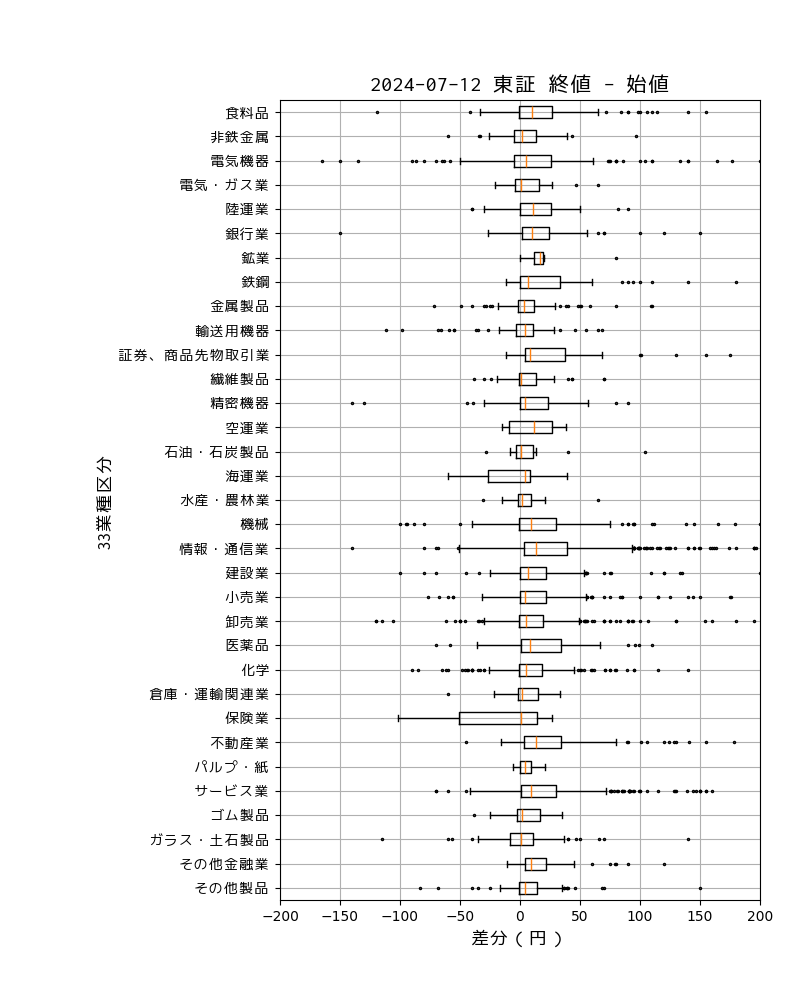 2024-07-12 東証 終値 - 始値
食料品
非鉄金属
電気機器
電気・ガス業
陸運業
銀行業
鉱業
鉄鋼
金属製品
輸送用機器
証券、商品先物取引業
繊維製品
精密機器
空運業
石油・石炭製品
海運業
水産・農林業
機械
情報・通信業
建設業
小売業
卸売業
医薬品
化学
倉庫・運輸関連業
保険業
不動産業
パルプ・紙
サービス業
ゴム製品
ガラス・土石製品
その他金融業
その他製品
33業種区分
−200 −150 −100 −50 0 50 100 150 200
差分(円)